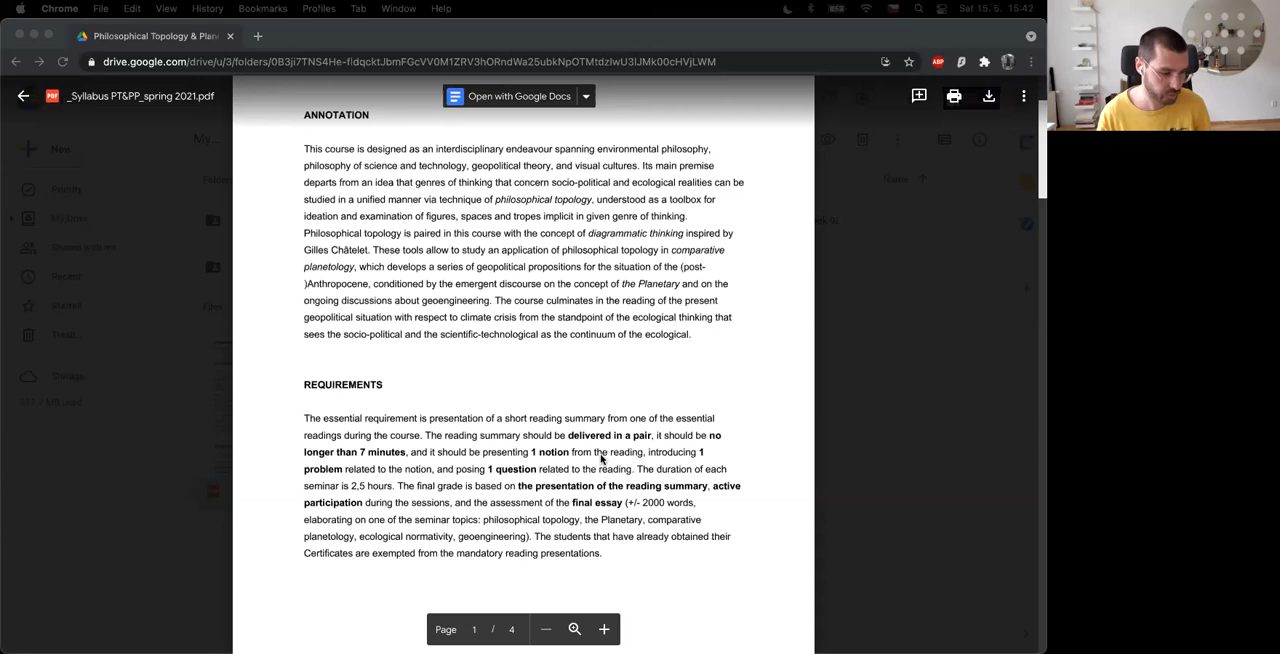 Chrome File Edit View History Bookmarks Profiles Tab Window Help Sat 15. 5. 15:42
Philosophical Topology & Plan
drive.google.com/drive/u/3/folders/
_Syllabus PT&PP_spring 2021.pdf
Open with Google Docs
New
My...
Name
My Drive
Shared with me
Recent
Storage
ANNOTATION
This course is designed as an interdisciplinary endeavour spanning environmental philosophy,
philosophy of science and technology, geopolitical theory, and visual cultures. Its main premise
departs from an idea that genres of thinking that concern socio-political and ecological realities can be
studied in a unified manner via technique of philosophical topology, understood as a toolbox for
ideation and examination of figures, spaces and tropes implicit in given genre of thinking.
Philosophical topology is paired in this course with the concept of diagrammatic thinking inspired by
Gilles Châtelet. These tools allow to study an application of philosophical topology in comparative
planetology, which develops a series of geopolitical propositions for the situation of the (post-
)Anthropocene, conditioned by the emergent discourse on the concept of the Planetary and on the
ongoing discussions about geoengineering. The course culminates in the reading of the present
geopolitical situation with respect to climate crisis from the standpoint of the ecological thinking that
sees the socio-political and the scientific-technological as the continuum of the ecological.
REQUIREMENTS
The essential requirement is presentation of a short reading summary from one of the essential
readings during the course. The reading summary should be delivered in a pair, it should be no
longer than 7 minutes, and it should be presenting 1 notion from the reading, introducing 1
problem related to the notion, and posing 1 question related to the reading. The duration of each
seminar is 2,5 hours. The final grade is based on the presentation of the reading summary, active
participation during the sessions, and the assessment of the final essay (+/- 2000 words,
elaborating on one of the seminar topics: philosophical topology, the Planetary, comparative
planetology, ecological normativity, geoengineering). The students that have already obtained their
Certificates are exempted from the mandatory reading presentations.
Page 1 / 4